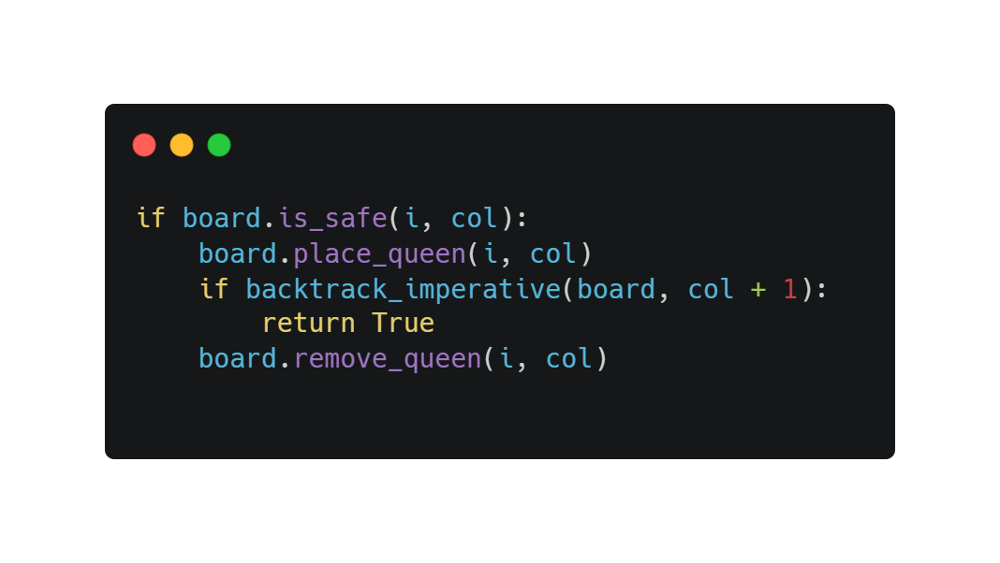 if board.is_safe(i, col):
    board.place_queen(i, col)
    if backtrack_imperative(board, col + 1):
        return True
    board.remove_queen(i, col)